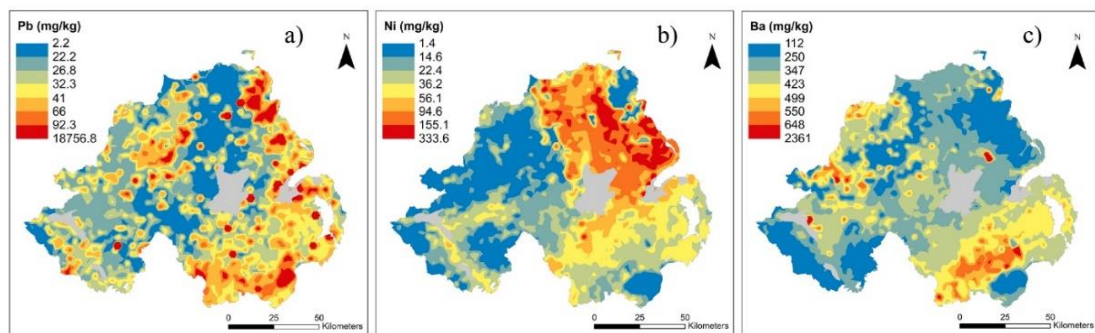 Pb (mg/kg)
2.2
22.2
26.8
32.3
41
66
92.3
18756.8
a)
N
0 25 50
Kilometers
Ni (mg/kg)
1.4
14.6
22.4
36.2
56.1
94.6
155.1
333.6
b)
N
0 25 50
Kilometers
Ba (mg/kg)
112
250
347
423
499
550
648
2361
c)
N
0 25 50
Kilometers